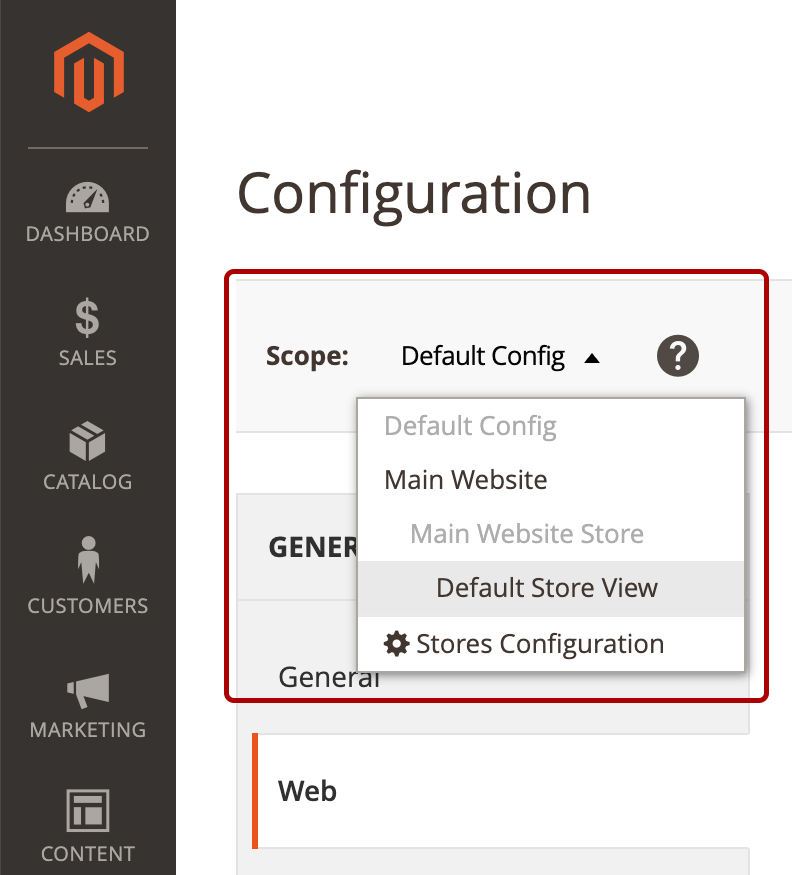 DASHBOARD
SALES
CATALOG
CUSTOMERS
MARKETING
CONTENT
Configuration
Scope: Default Config ?
Default Config
Main Website
Main Website Store
Default Store View
Stores Configuration
GENER
General
Web